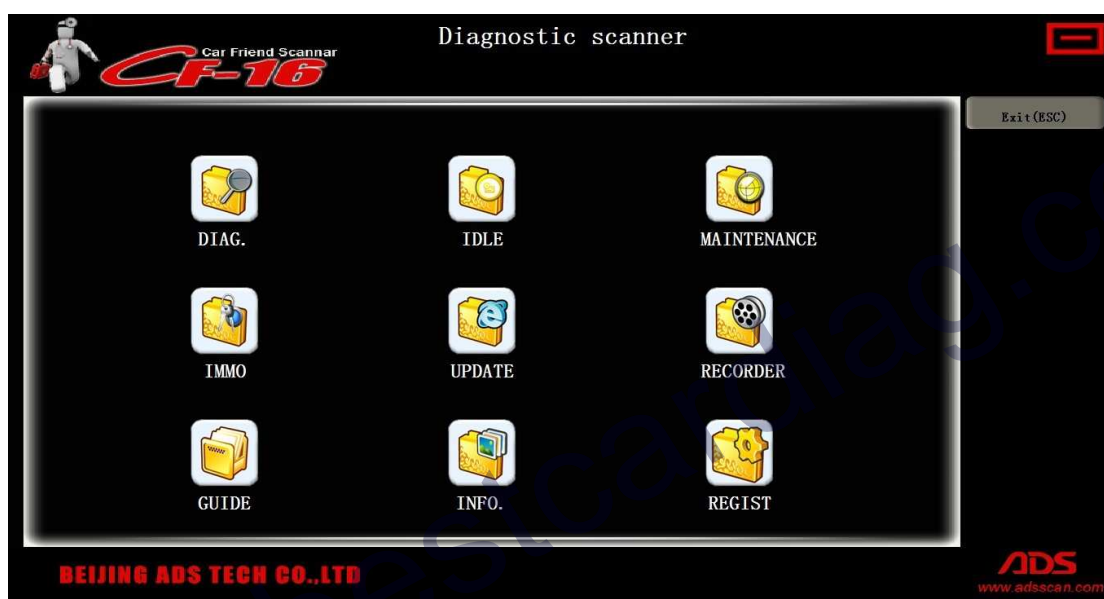 Car Friend Scannar
CF-16
Diagnostic scanner
Exit(ESC)
DIAG.
IDLE
MAINTENANCE
IMMO
UPDATE
RECORDER
GUIDE
INFO.
REGIST
BEIJING ADS TECH CO.,LTD
ADS
www.adsscan.com